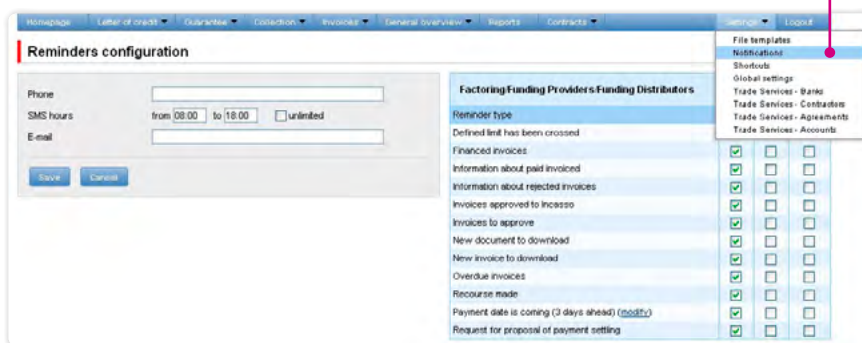 Homepage Letter of credit Guarantee Collection Invoices General overview Reports Contracts Settings Logout
File templates
Notifications
Shortcuts
Global settings
Trade Services - Banks
Trade Services - Contractors
Trade Services - Agreements
Trade Services - Accounts
Reminders configuration
Phone
SMS hours from 08:00 to 18:00 unlimited
E-mail
Save Cancel
Factoring/Funding Providers/Funding Distributors
Reminder type
Defined limit has been crossed
Financed invoices
Information about paid invoiced
Information about rejected invoices
Invoices approved to incasso
Invoices to approve
New document to download
New invoice to download
Overdue invoices
Recourse made
Payment date is coming (3 days ahead) (modify)
Request for proposal of payment settling